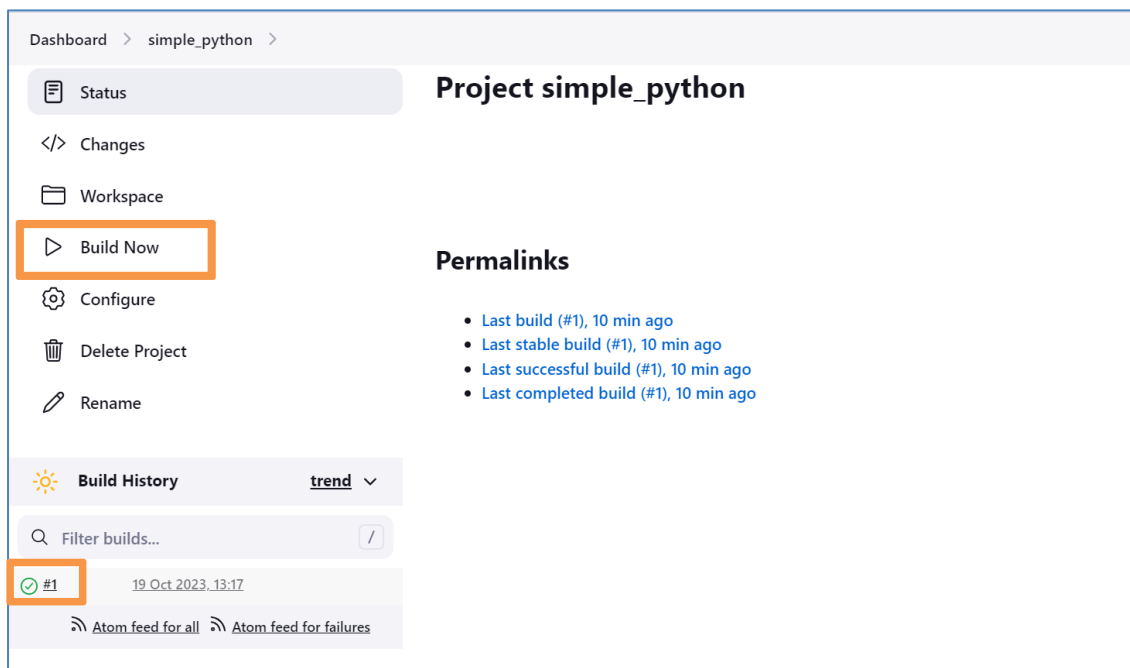 Dashboard > simple_python >
Status
Changes
Workspace
Build Now
Configure
Delete Project
Rename
Build History trend
Filter builds... /
#1 19 Oct 2023, 13:17
Atom feed for all Atom feed for failures
Project simple_python
Permalinks
• Last build (#1), 10 min ago
• Last stable build (#1), 10 min ago
• Last successful build (#1), 10 min ago
• Last completed build (#1), 10 min ago